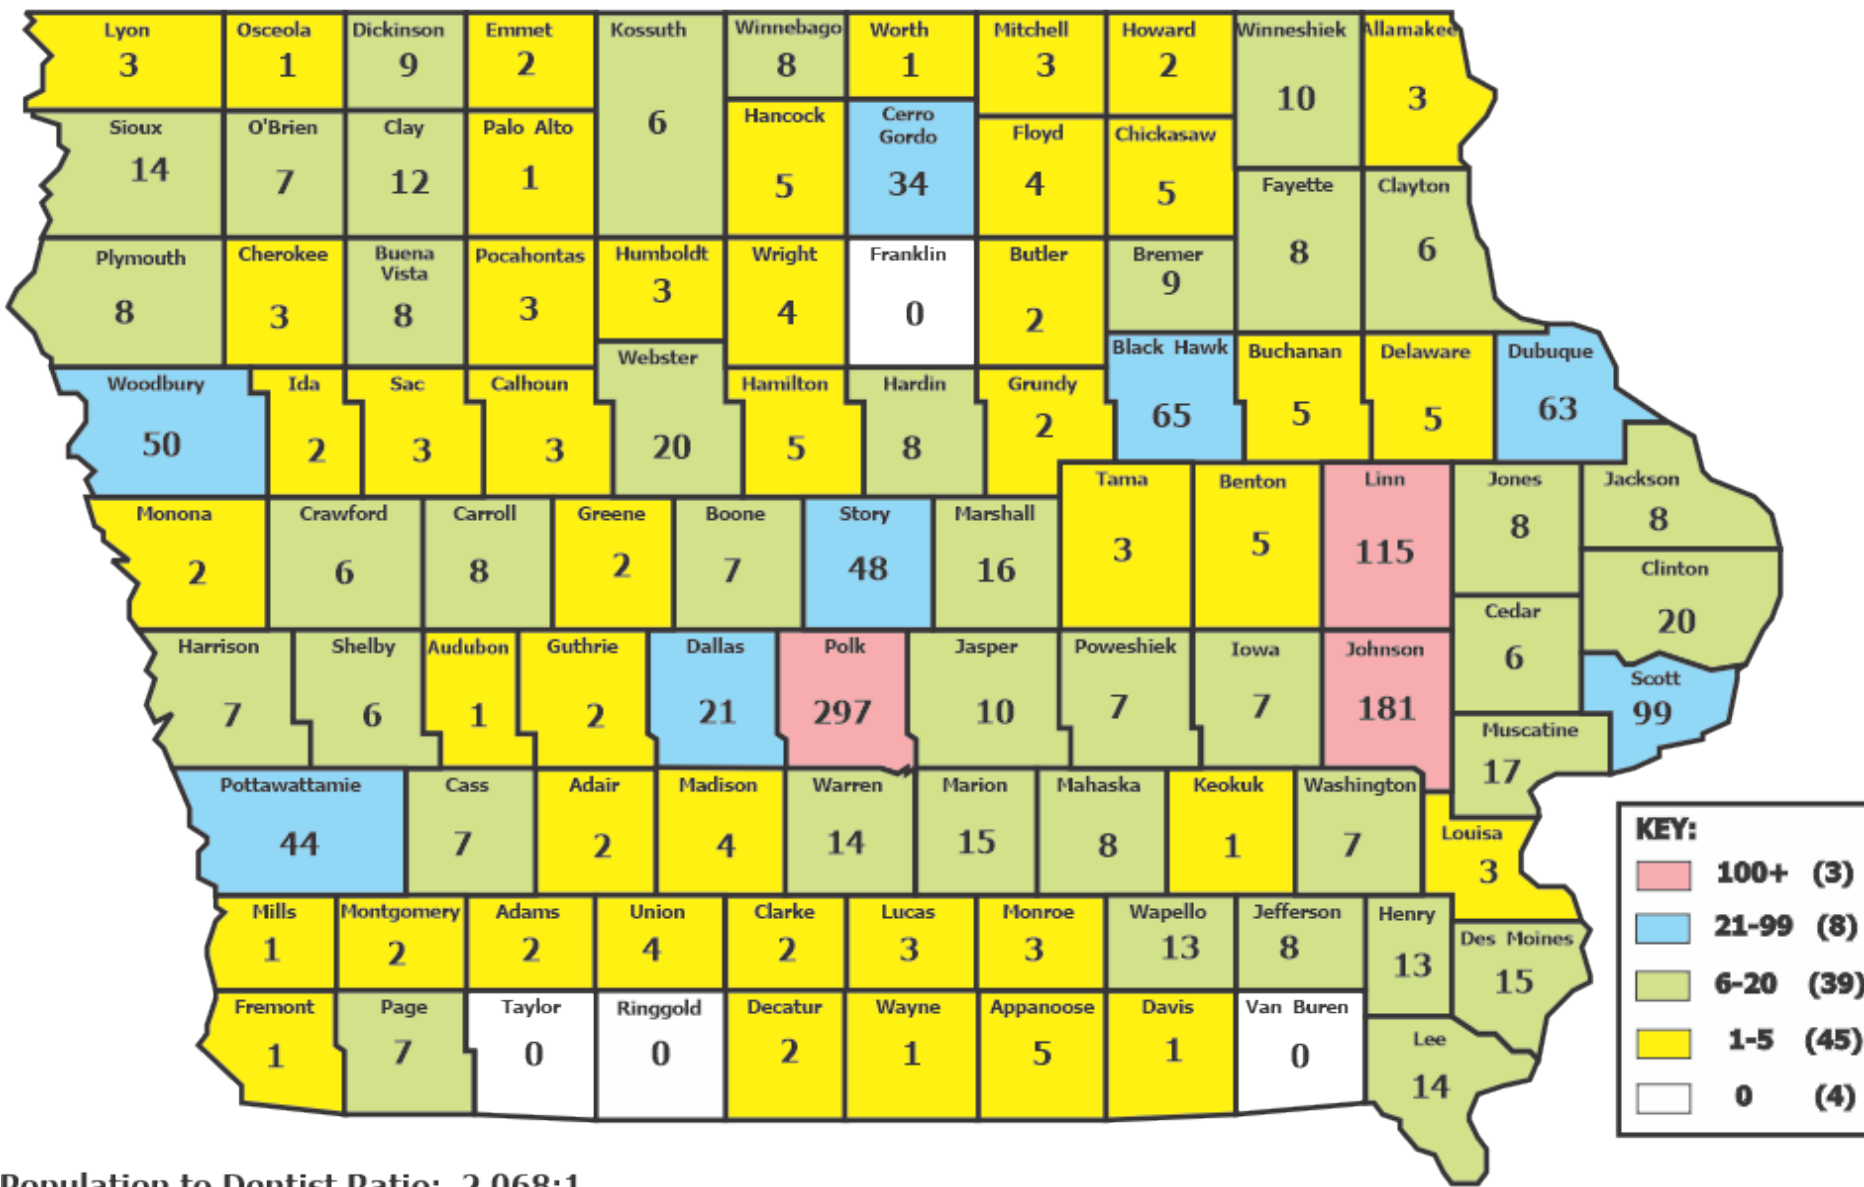 Lyon Osceola Dickinson Emmet Kossuth Winnebago Worth Mitchell Howard Winneshiek Allamakee
3 1 9 2 6 8 1 3 2 10 3
Sioux O'Brien Clay Palo Alto Hancock Cerro Gordo Floyd Chickasaw
14 7 12 1 5 34 4 5
Fayette Clayton
8 6
Plymouth Cherokee Buena Vista Pocahontas Humboldt Wright Franklin Butler Bremer
8 3 8 3 3 4 0 2 9
Webster Black Hawk Buchanan Delaware Dubuque
20 65 5 5 63
Woodbury Ida Sac Calhoun Hamilton Hardin Grundy
50 2 3 3 5 8 2
Tama Benton Linn Jones Jackson
3 5 115 8 8
Monona Crawford Carroll Greene Boone Story Marshall
2 6 8 2 7 48 16
Clinton
20
Cedar
6
Harrison Shelby Audubon Guthrie Dallas Polk Jasper Poweshiek Iowa Johnson
7 6 1 2 21 297 10 7 7 181
Scott
99
Muscatine
17
Pottawattamie Cass Adair Madison Warren Marion Mahaska Keokuk Washington
44 7 2 4 14 15 8 1 7
Louisa
3
Mills Montgomery Adams Union Clarke Lucas Monroe Wapello Jefferson Henry
1 2 2 4 2 3 3 13 8 13
Des Moines
15
Fremont Page Taylor Ringgold Decatur Wayne Appanoose Davis Van Buren
1 7 0 0 2 1 5 1 0
Lee
14
KEY:
100+ (3)
21-99 (8)
6-20 (39)
1-5 (45)
0 (4)
Population to Dentist Ratio: 2,068:1